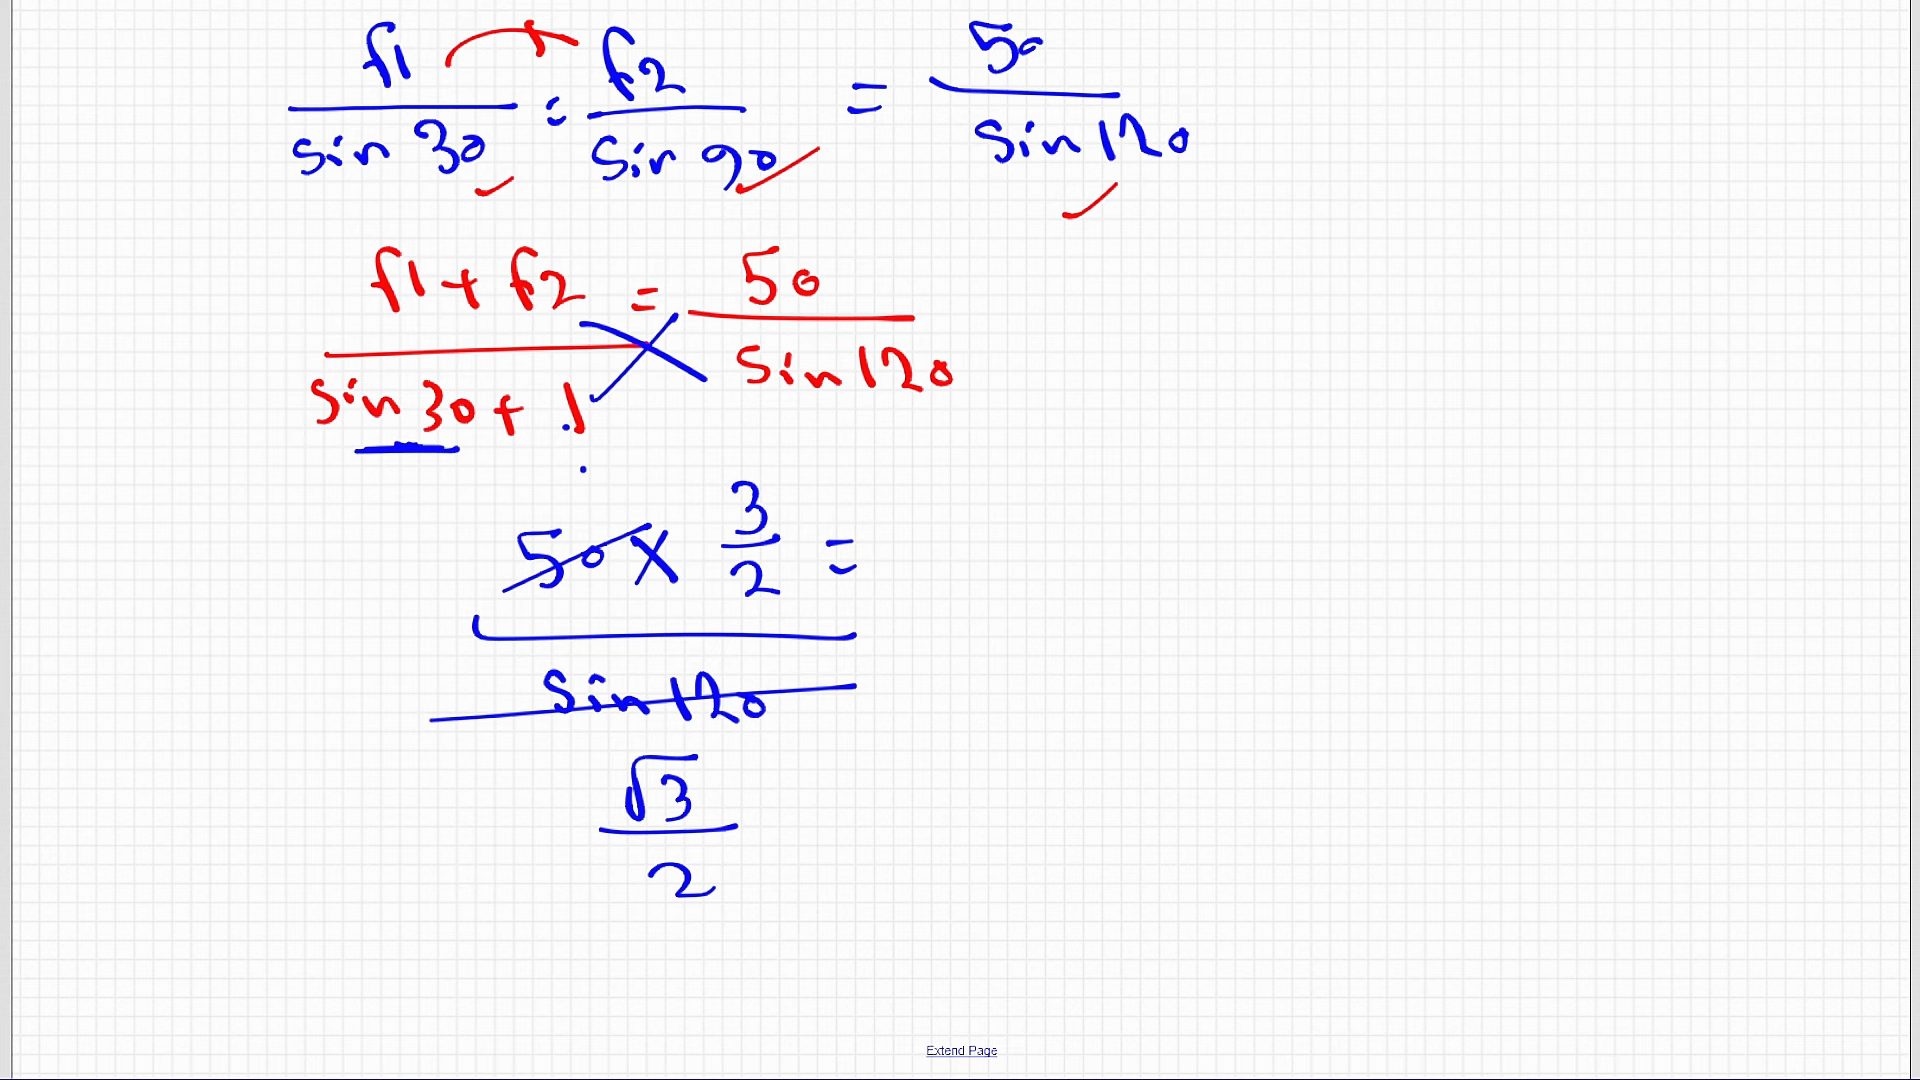 f1 / sin 30 = f2 / sin 90 = 50 / sin 120
f1 + f2 / sin 30 + 1 = 50 / sin 120
50 x 3/2 =
sin 120
√3
2
Extend Page